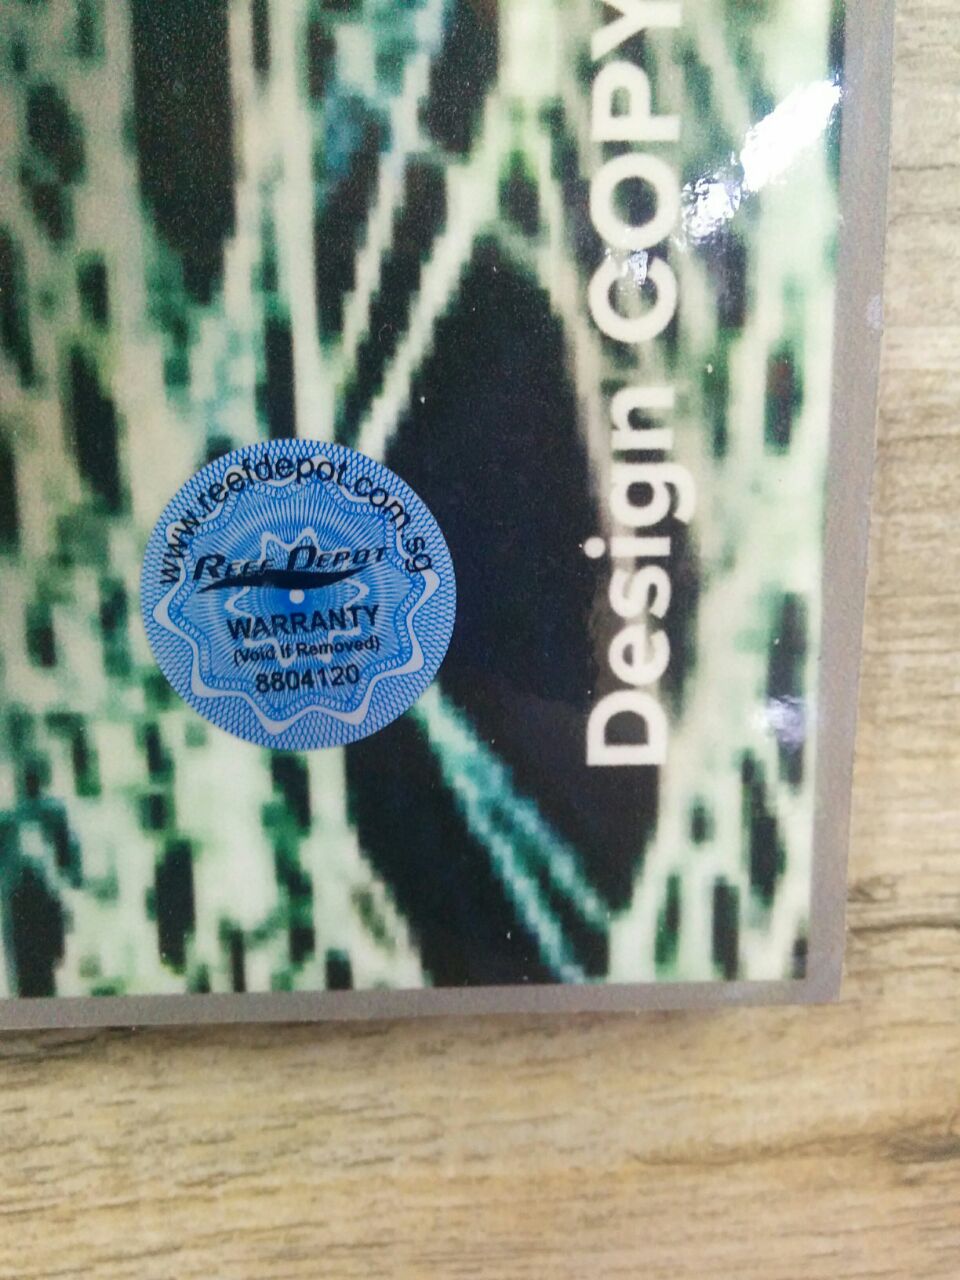 www.reefdepot.com.sg
REEF DEPOT
WARRANTY
(Void if Removed)
8804120
Design COPY